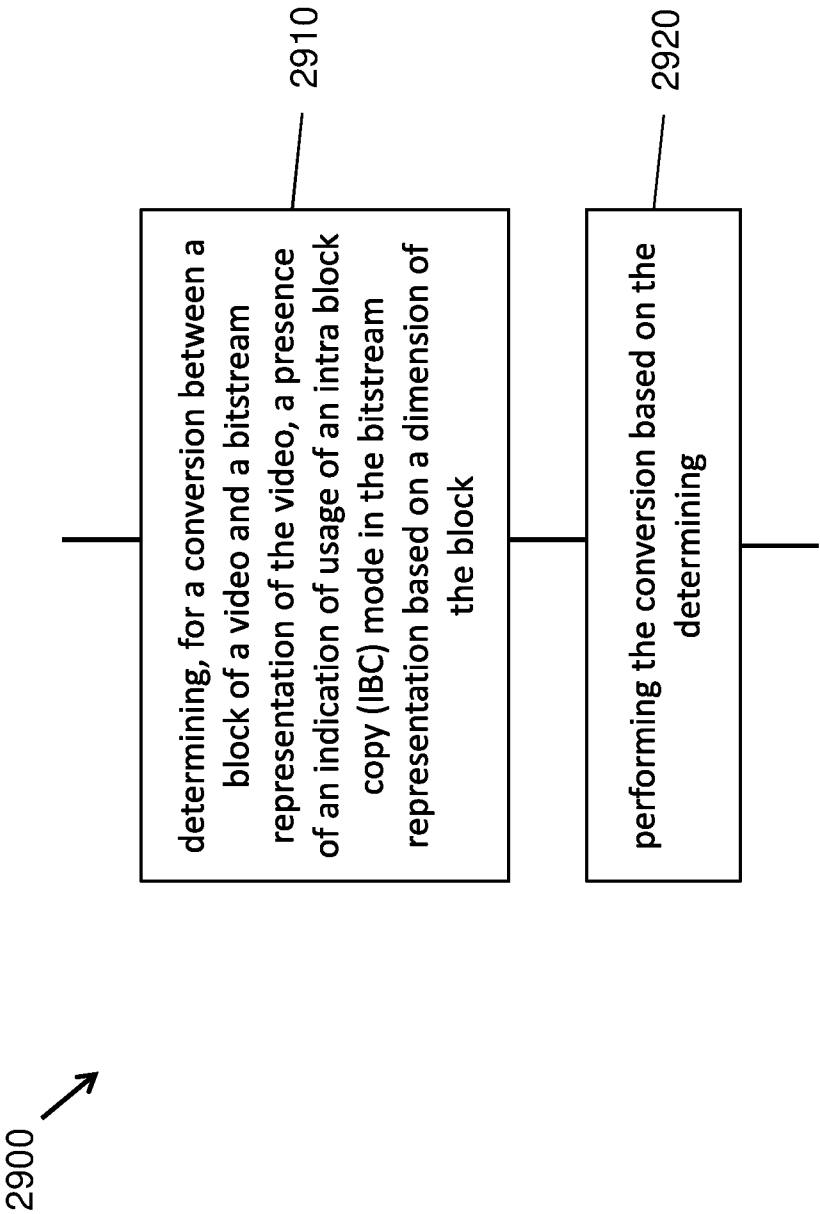 2900
determining, for a conversion between a
block of a video and a bitstream
representation of the video, a presence
of an indication of usage of an intra block
copy (IBC) mode in the bitstream
representation based on a dimension of
the block
2910
performing the conversion based on the
determining
2920